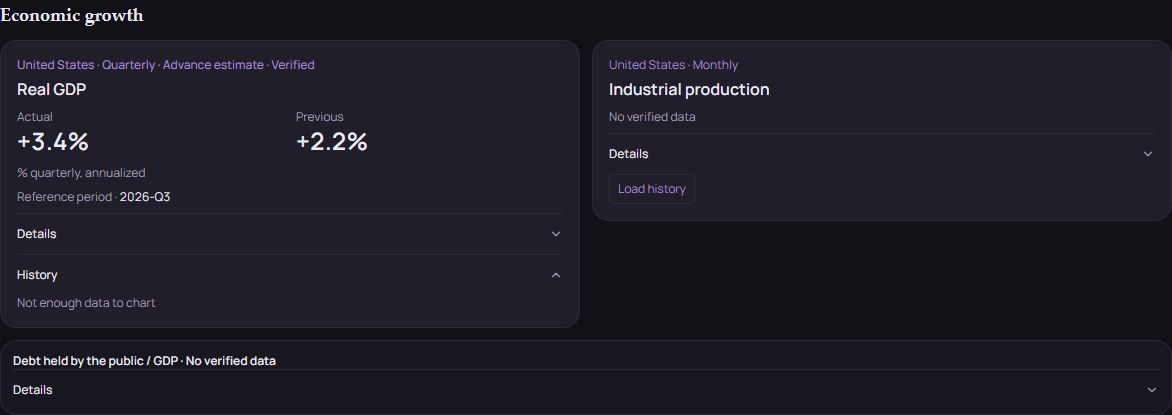 Economic growth
United States · Quarterly · Advance estimate · Verified
Real GDP
Actual
Previous
+3.4%
+2.2%
% quarterly, annualized
Reference period · 2026-Q3
Details
History
Not enough data to chart
United States · Monthly
Industrial production
No verified data
Details
Load history
Debt held by the public / GDP · No verified data
Details